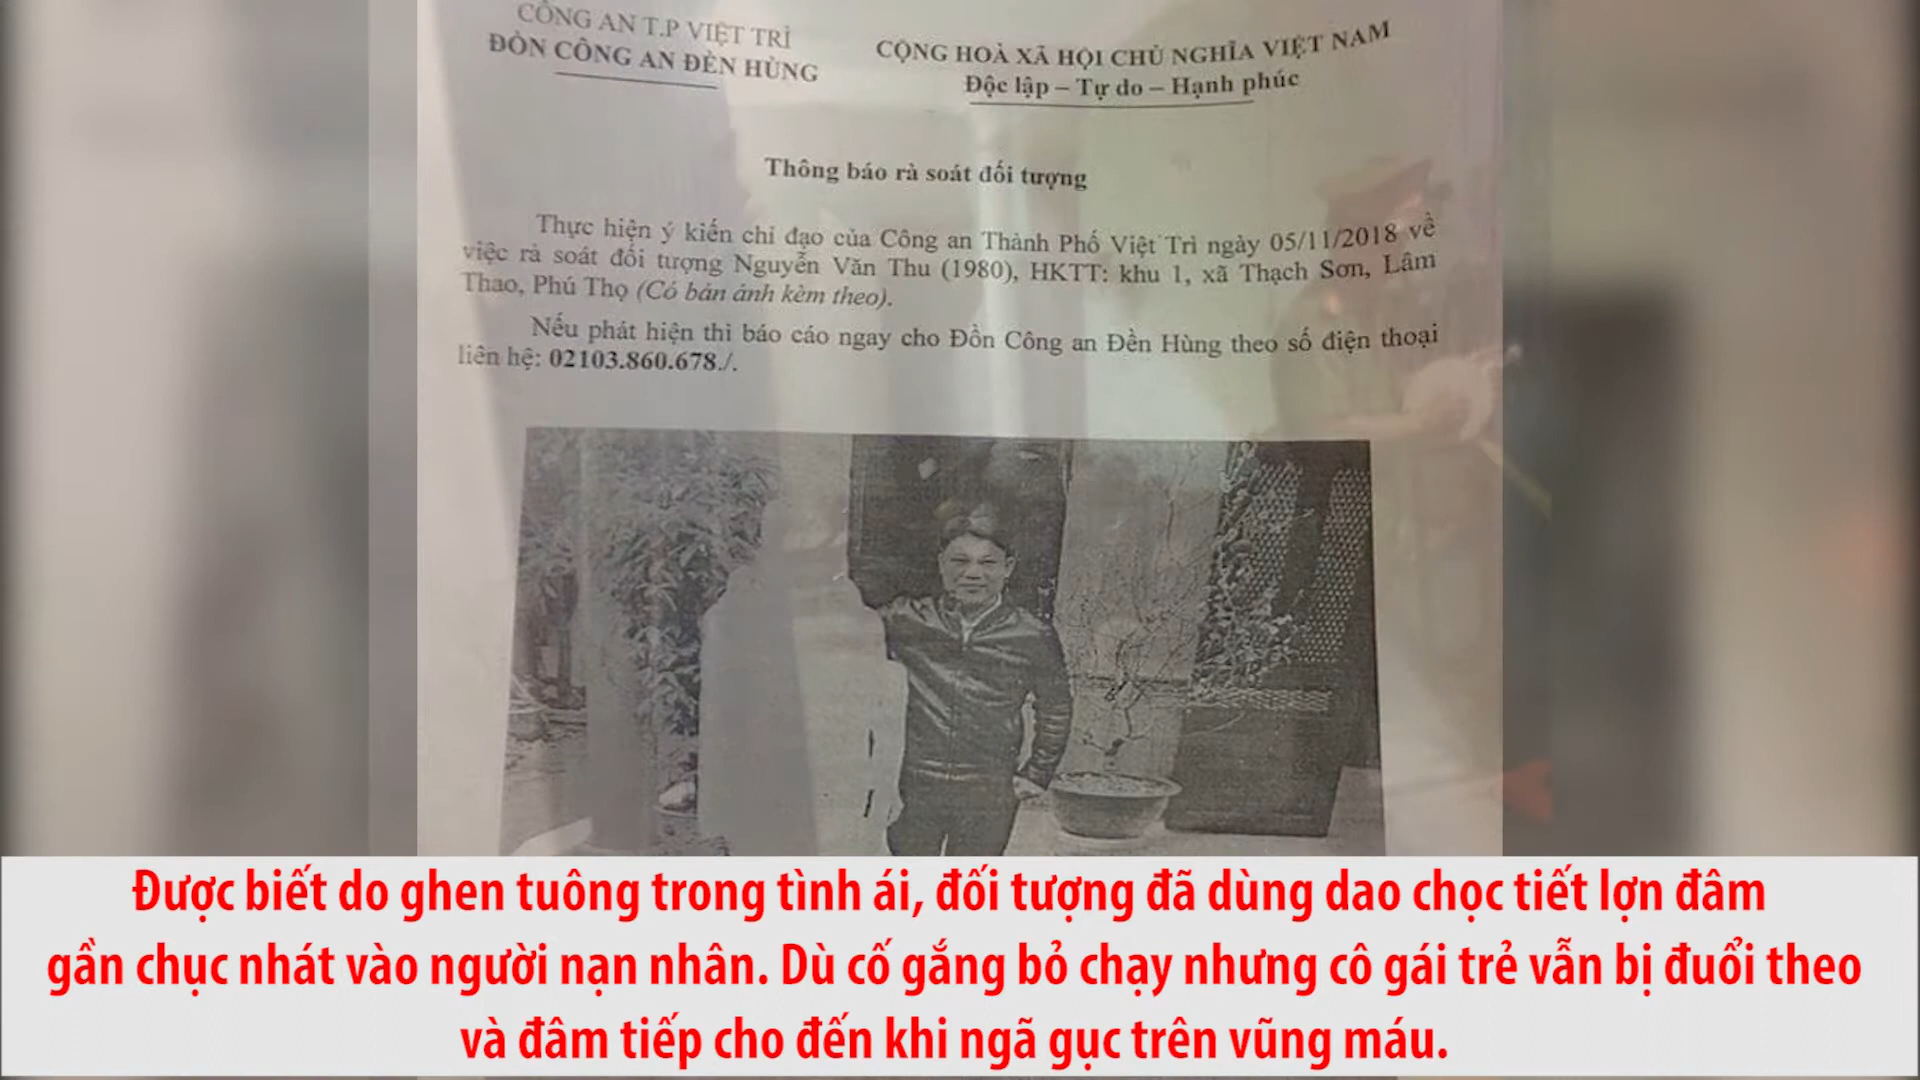 CÔNG AN T.P VIỆT TRÌ
ĐỒN CÔNG AN ĐỀN HÙNG
CỘNG HOÀ XÃ HỘI CHỦ NGHĨA VIỆT NAM
Độc lập – Tự do – Hạnh phúc
Thông báo rà soát đối tượng
Thực hiện ý kiến chỉ đạo của Công an Thành Phố Việt Trì ngày 05/11/2018 về
việc rà soát đối tượng Nguyễn Văn Thu (1980), HKTT: khu 1, xã Thạch Sơn, Lâm
Thao, Phú Thọ (Có bản ảnh kèm theo).
Nếu phát hiện thì báo cáo ngay cho Đồn Công an Đền Hùng theo số điện thoại
liên hệ: 02103.860.678./.
Được biết do ghen tuông trong tình ái, đối tượng đã dùng dao chọc tiết lợn đâm
gần chục nhát vào người nạn nhân. Dù cố gắng bỏ chạy nhưng cô gái trẻ vẫn bị đuổi theo
và đâm tiếp cho đến khi ngã gục trên vũng máu.